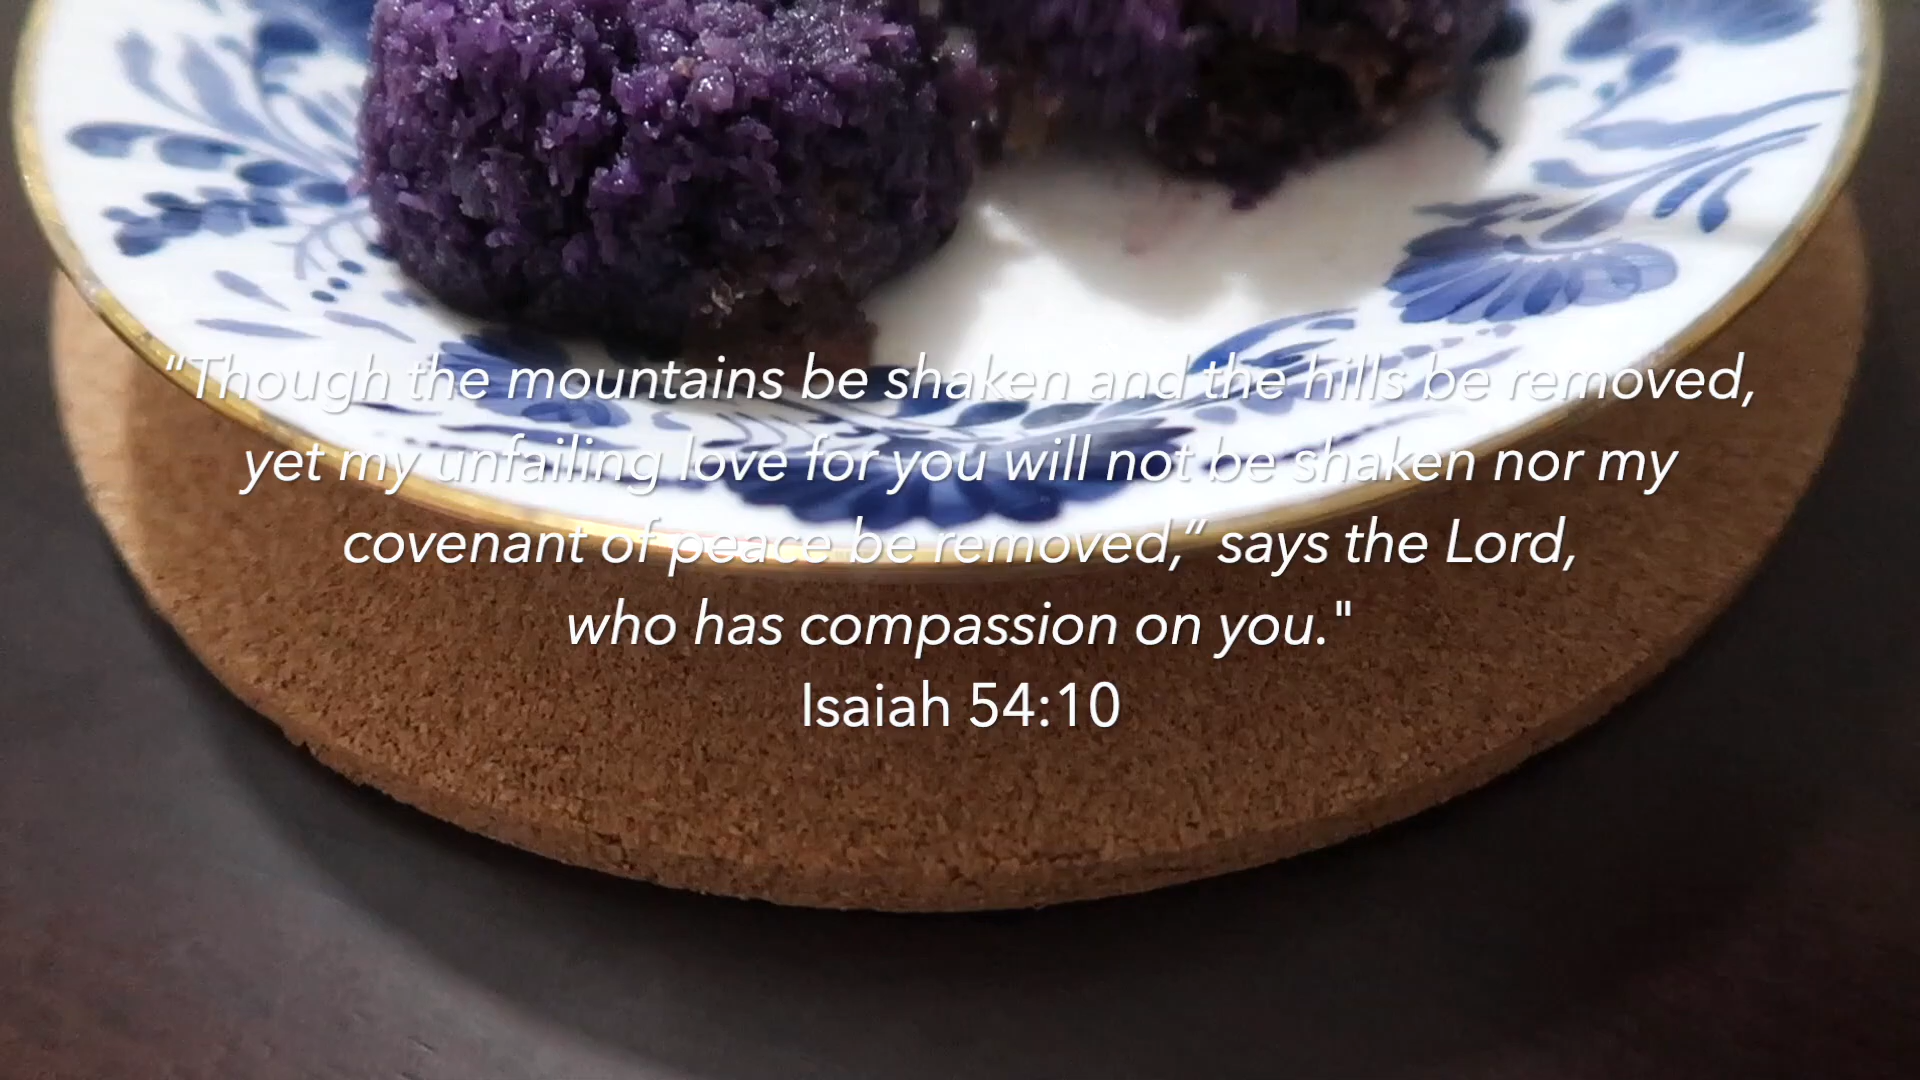 “Though the mountains be shaken and the hills be removed,
yet my unfailing love for you will not be shaken nor my
covenant of peace be removed,” says the Lord,
who has compassion on you."
Isaiah 54:10